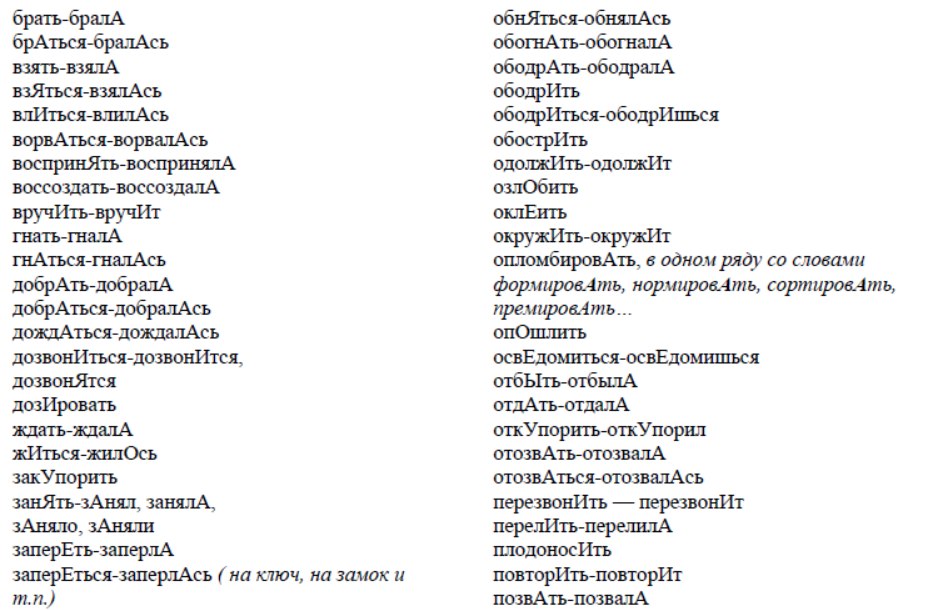 брать-бралА
брАться-бралАсь
взять-взялА
взЯться-взялАсь
влИться-влилАсь
ворвАться-ворвалАсь
воспринЯть-воспринялА
воссоздать-воссоздалА
вручИть-вручИт
гнать-гналА
гнАться-гналАсь
добрАть-добралА
добрАться-добралАсь
дождАться-дождалАсь
дозвонИться-дозвонИтся,
дозвонЯтся
дозИровать
ждать-ждалА
жИться-жилОсь
закУпорить
занЯть-зАнял, занялА,
зАняло, зАняли
заперЕть-заперлА
заперЕться-заперлАсь ( на ключ, на замок и
т.п.)
обнЯться-обнялАсь
обогнАть-обогналА
ободрАть-ободралА
ободрИть
ободрИться-ободрИшься
обострИть
одолжИть-одолжИт
озлОбить
оклЕить
окружИть-окружИт
опломбировАть, в одном ряду со словами
формировАть, нормировАть, сортировАть,
премировАть…
опОшлить
освЕдомиться-освЕдомишься
отбЫть-отбылА
отдАть-отдалА
откУпорить-откУпорил
отозвАть-отозвалА
отозвАться-отозвалАсь
перезвонИть — перезвонИт
перелИть-перелилА
плодоносИть
повторИть-повторИт
позвАть-позвалА